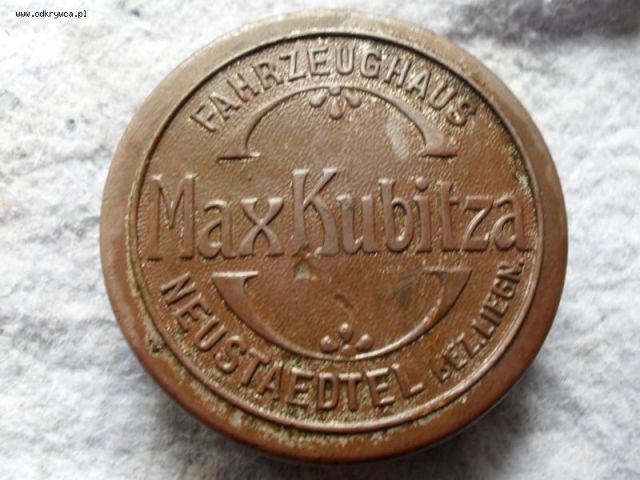 www.odkrywca.pl
FAHRZEUGHAUS
Max Kubitza
NEUSTAEDTEL BEZ.LIEGN.